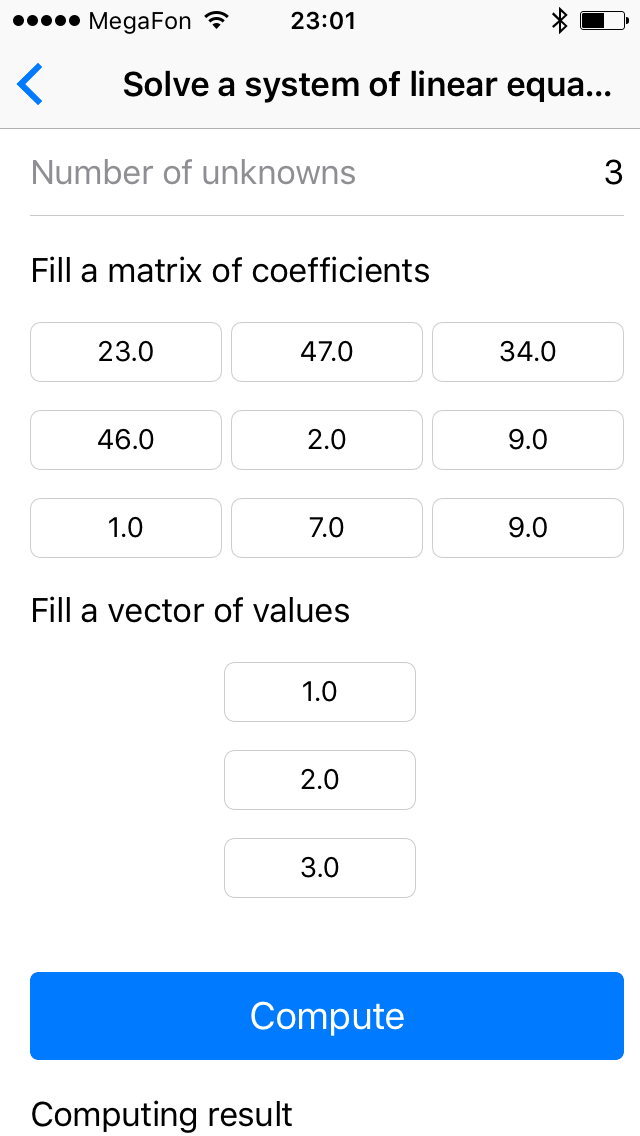 MegaFon 23:01
Solve a system of linear equa...
Number of unknowns 3
Fill a matrix of coefficients
23.0 47.0 34.0
46.0 2.0 9.0
1.0 7.0 9.0
Fill a vector of values
1.0
2.0
3.0
Compute
Computing result